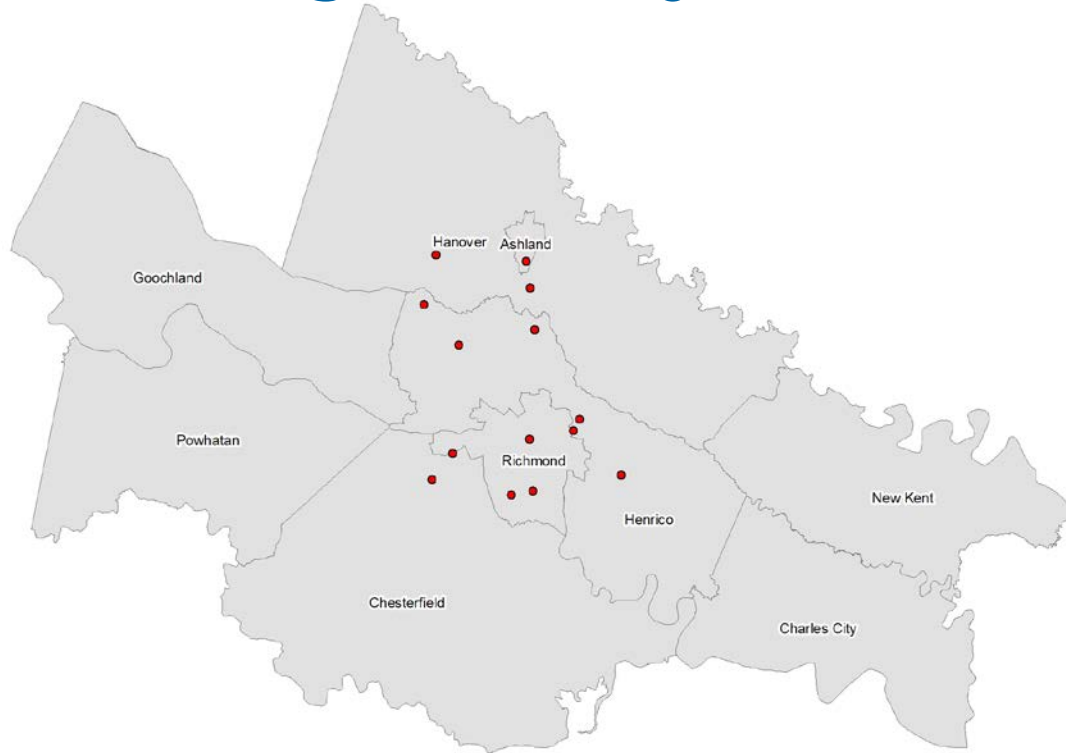 Hanover
Ashland
Goochland
Powhatan
Richmond
New Kent
Henrico
Chesterfield
Charles City